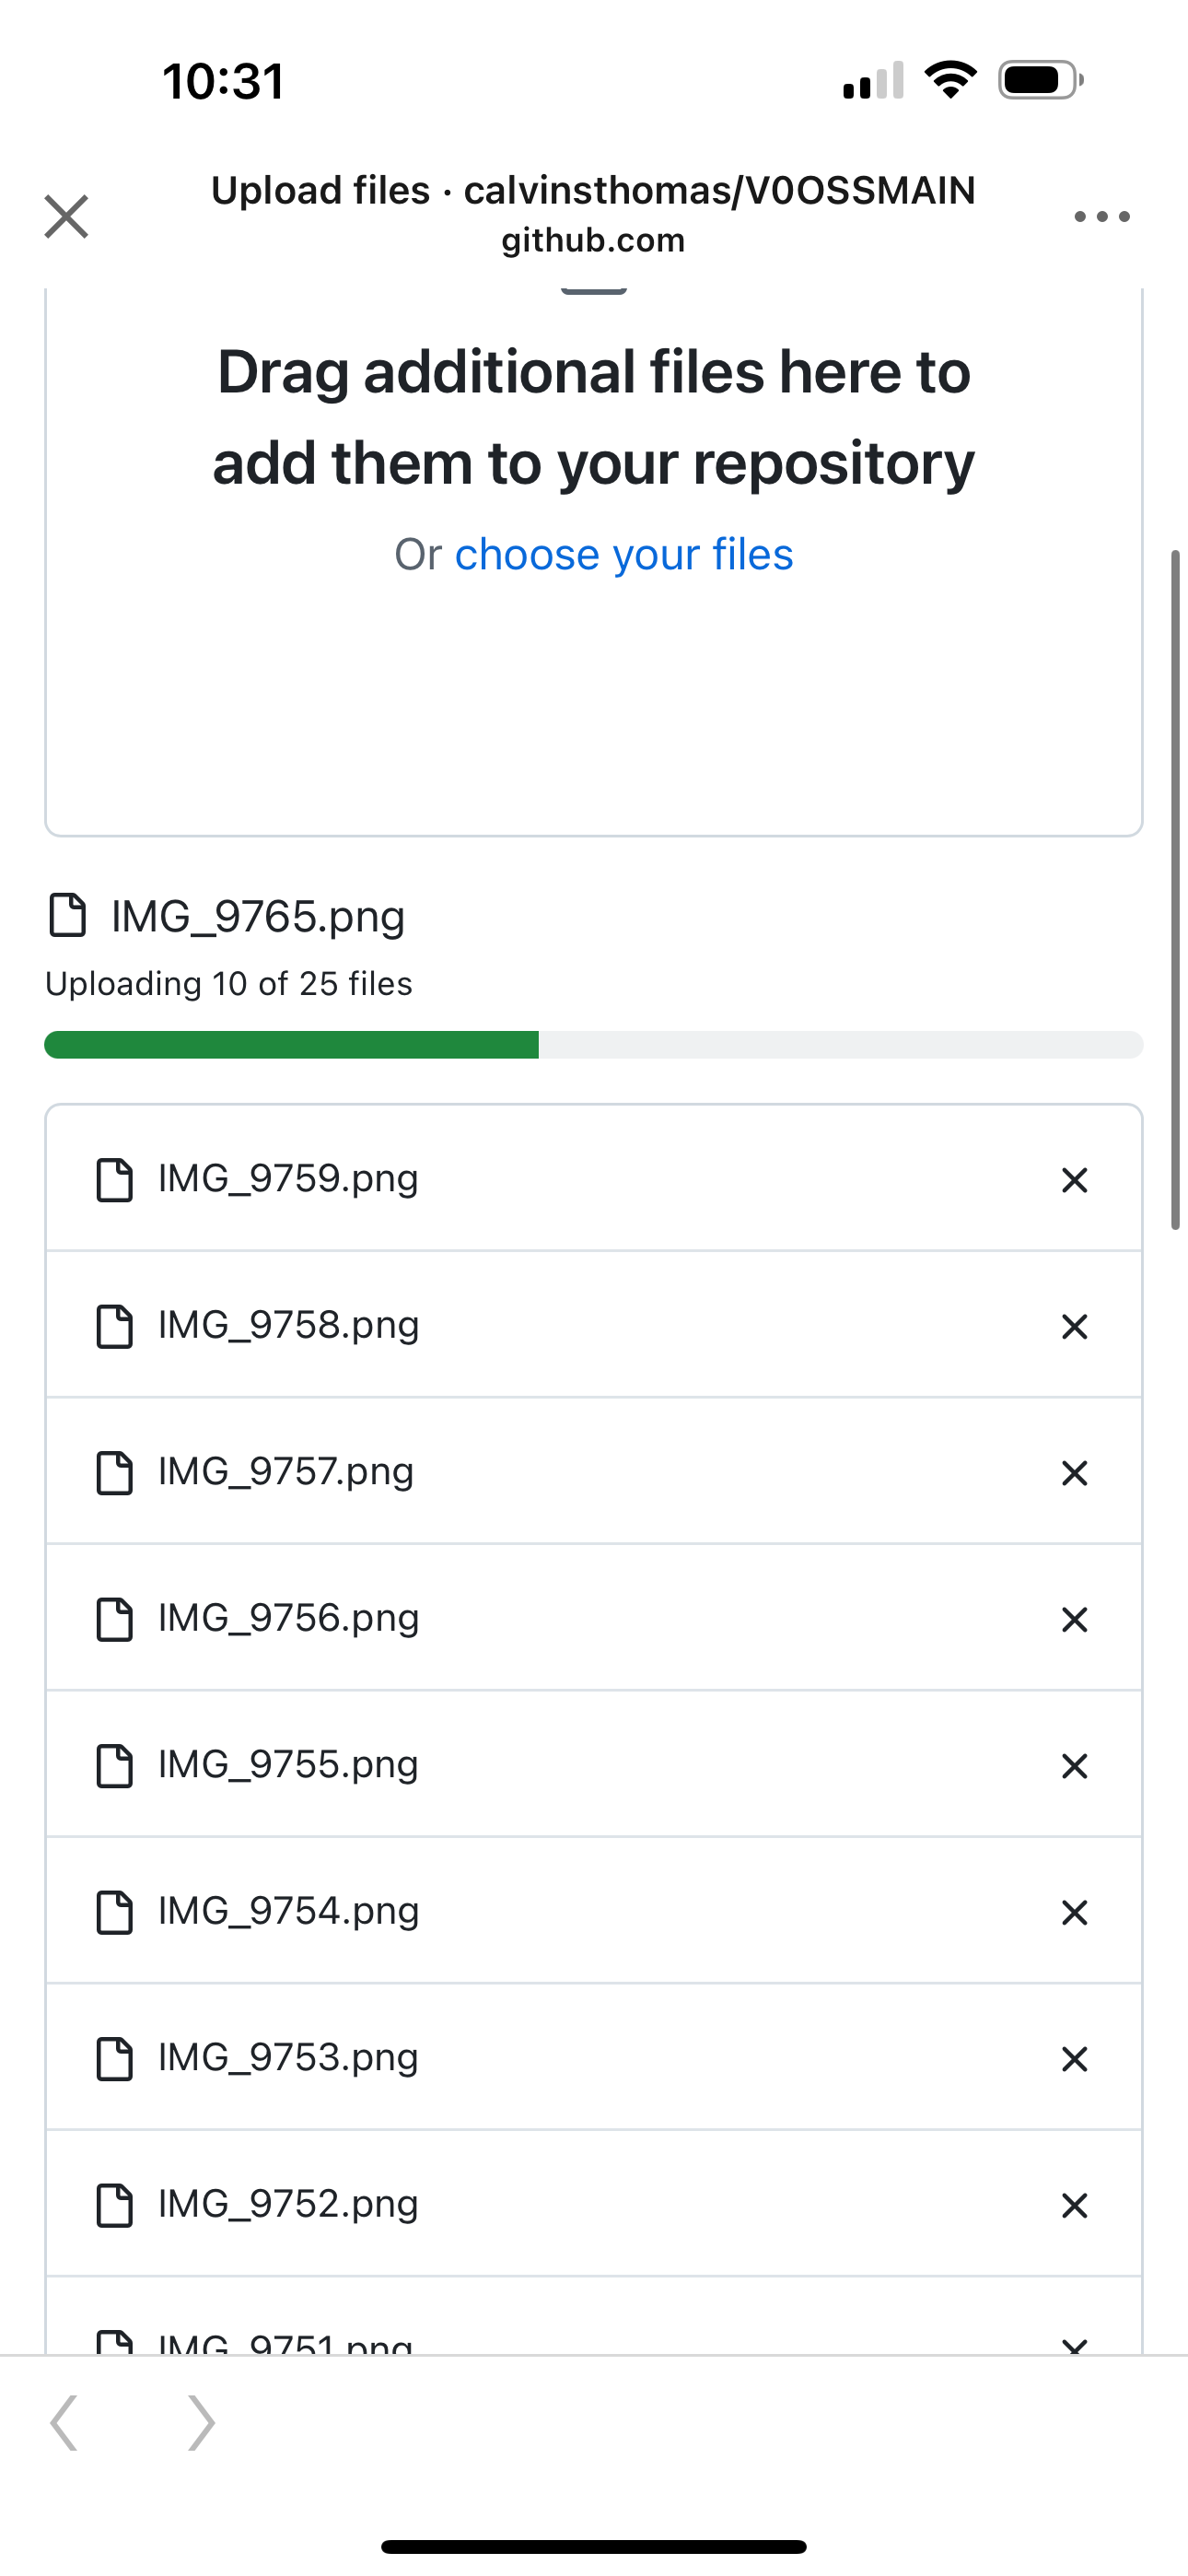 10:31
Upload files · calvinsthomas/V0OSSMAIN
github.com
Drag additional files here to
add them to your repository
Or choose your files
IMG_9765.png
Uploading 10 of 25 files
IMG_9759.png
IMG_9758.png
IMG_9757.png
IMG_9756.png
IMG_9755.png
IMG_9754.png
IMG_9753.png
IMG_9752.png
IMG_9751.png